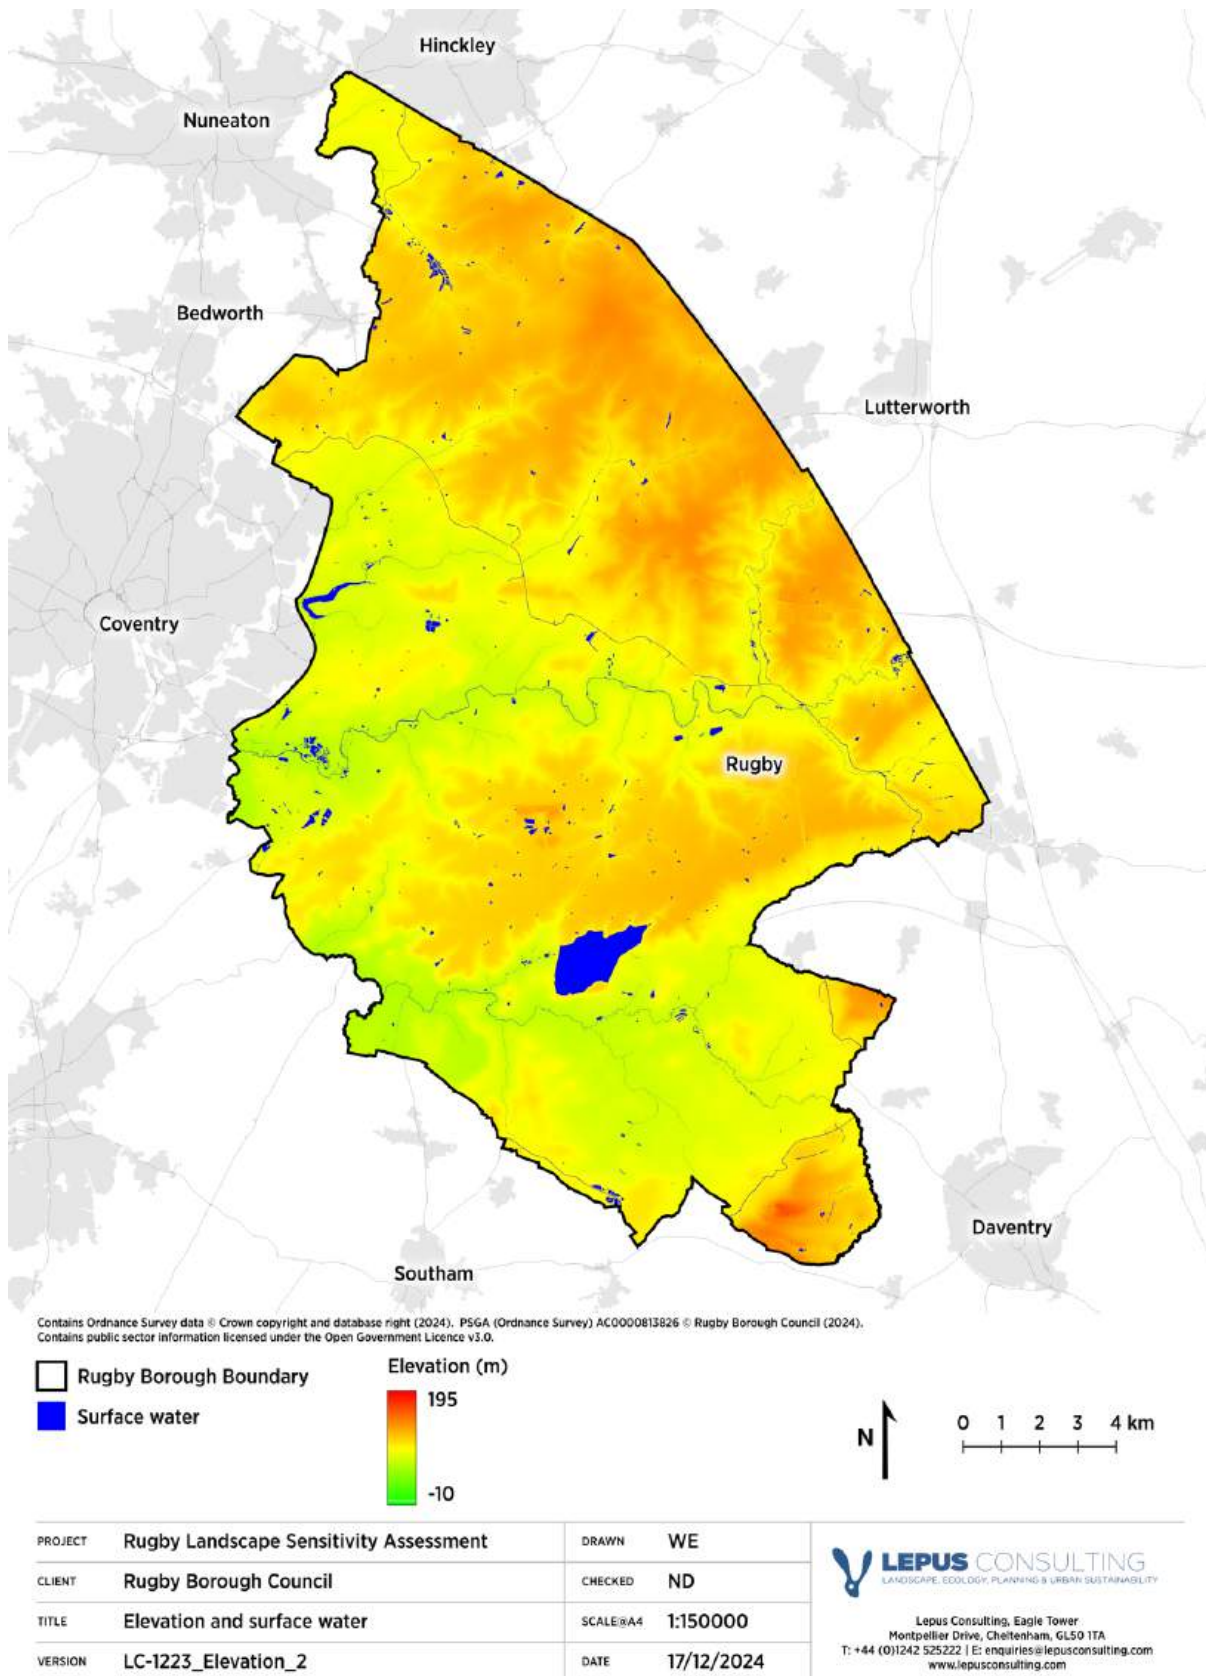 Hinckley
Nuneaton
Bedworth
Lutterworth
Coventry
Rugby
Daventry
Southam
Contains Ordnance Survey data © Crown copyright and database right (2024). PSGA (Ordnance Survey) AC0000813826 © Rugby Borough Council (2024).
Contains public sector information licensed under the Open Government Licence v3.0.
Rugby Borough Boundary
Surface water
Elevation (m)
195
-10
N
0 1 2 3 4 km
PROJECT Rugby Landscape Sensitivity Assessment
CLIENT Rugby Borough Council
TITLE Elevation and surface water
VERSION LC-1223_Elevation_2
DRAWN WE
CHECKED ND
SCALE@A4 1:150000
DATE 17/12/2024
LEPUS CONSULTING
LANDSCAPE, ECOLOGY, PLANNING & URBAN SUSTAINABILITY
Lepus Consulting, Eagle Tower
Montpellier Drive, Cheltenham, GL50 1TA
T: +44 (0)1242 525222 | E: enquiries@lepusconsulting.com
www.lepusconsulting.com